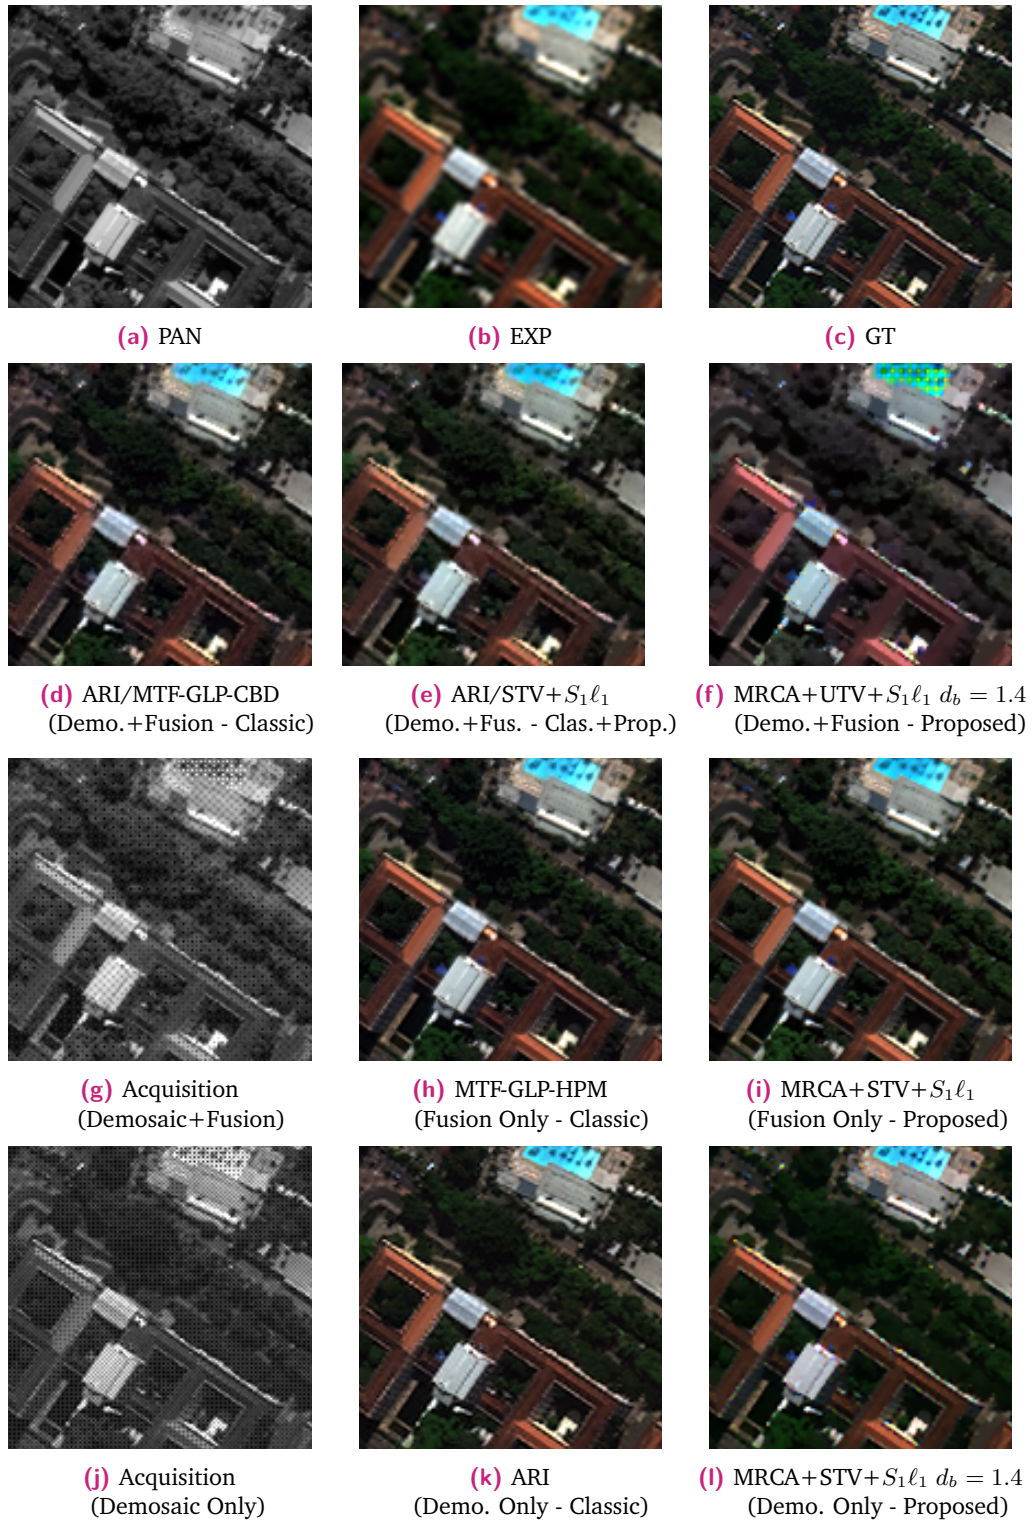 (a) PAN
(b) EXP
(c) GT
(d) ARI/MTF-GLP-CBD
(Demo.+Fusion - Classic)
(e) ARI/STV+S₁ℓ₁
(Demo.+Fus. - Clas.+Prop.)
(f) MRCA+UTV+S₁ℓ₁ d_b = 1.4
(Demo.+Fusion - Proposed)
(g) Acquisition
(Demosaic+Fusion)
(h) MTF-GLP-HPM
(Fusion Only - Classic)
(i) MRCA+STV+S₁ℓ₁
(Fusion Only - Proposed)
(j) Acquisition
(Demosaic Only)
(k) ARI
(Demo. Only - Classic)
(l) MRCA+STV+S₁ℓ₁ d_b = 1.4
(Demo. Only - Proposed)